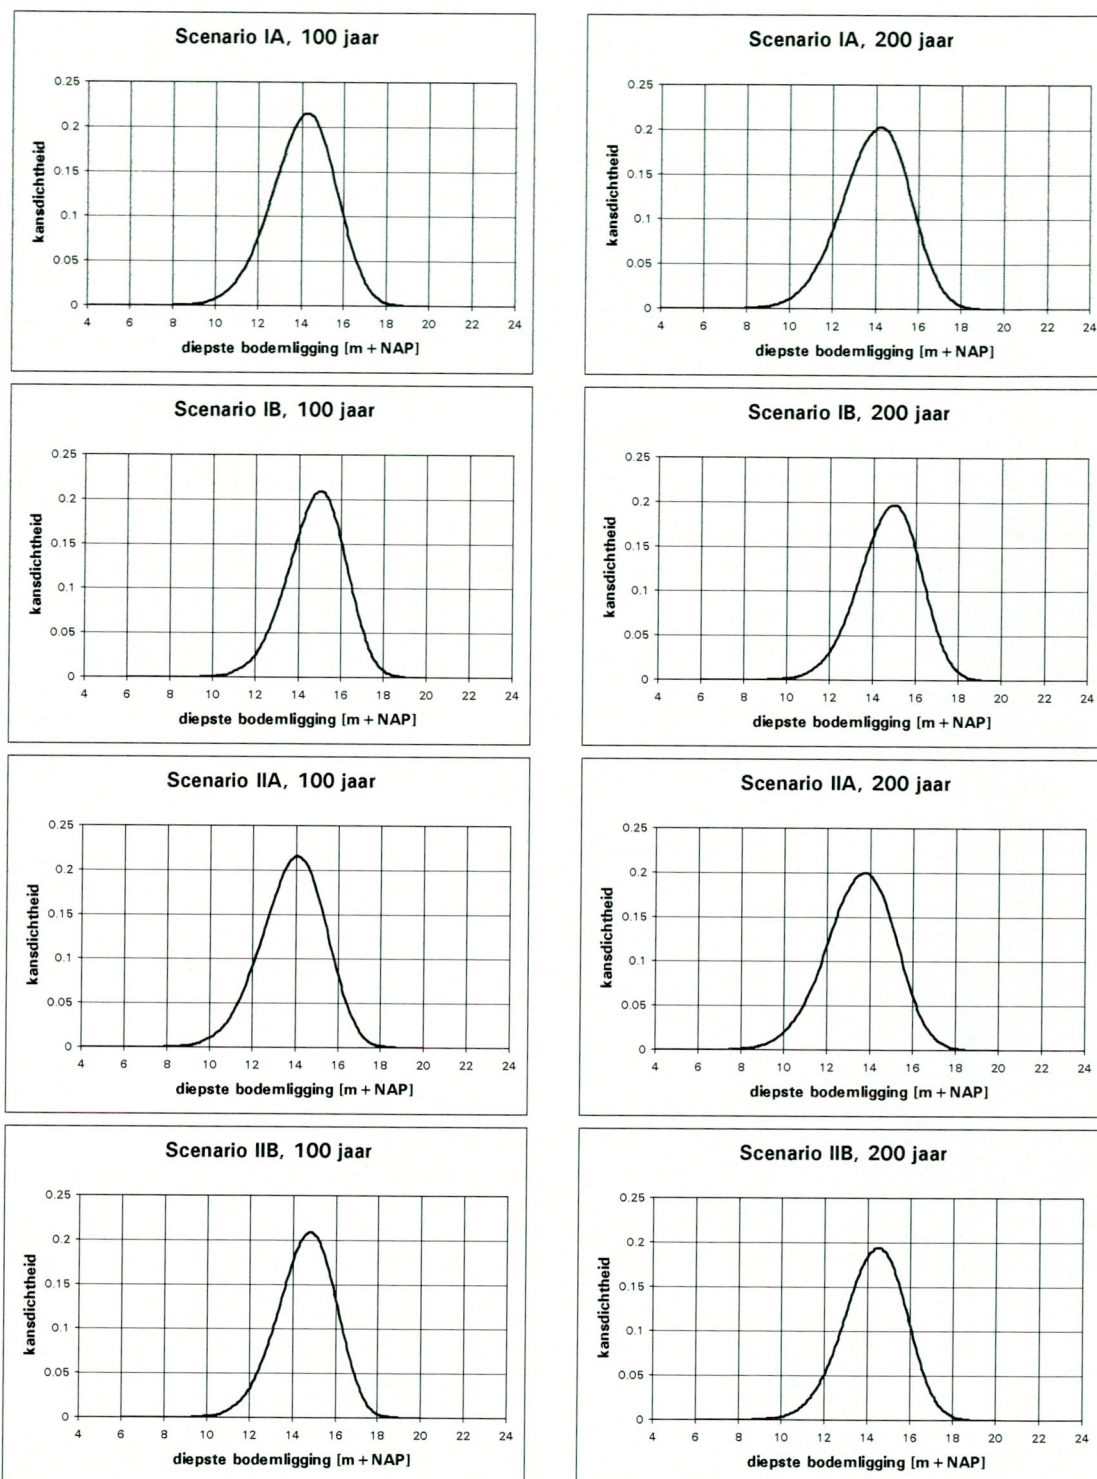 Scenario IA, 100 jaar
kansdichtheid
0.25
0.2
0.15
0.1
0.05
0
4 6 8 10 12 14 16 18 20 22 24
diepste bodemligging [m + NAP]
Scenario IA, 200 jaar
kansdichtheid
0.25
0.2
0.15
0.1
0.05
0
4 6 8 10 12 14 16 18 20 22 24
diepste bodemligging [m + NAP]
Scenario IB, 100 jaar
kansdichtheid
0.25
0.2
0.15
0.1
0.05
0
4 6 8 10 12 14 16 18 20 22 24
diepste bodemligging [m + NAP]
Scenario IB, 200 jaar
kansdichtheid
0.25
0.2
0.15
0.1
0.05
0
4 6 8 10 12 14 16 18 20 22 24
diepste bodemligging [m + NAP]
Scenario IIA, 100 jaar
kansdichtheid
0.25
0.2
0.15
0.1
0.05
0
4 6 8 10 12 14 16 18 20 22 24
diepste bodemligging [m + NAP]
Scenario IIA, 200 jaar
kansdichtheid
0.25
0.2
0.15
0.1
0.05
0
4 6 8 10 12 14 16 18 20 22 24
diepste bodemligging [m + NAP]
Scenario IIB, 100 jaar
kansdichtheid
0.25
0.2
0.15
0.1
0.05
0
4 6 8 10 12 14 16 18 20 22 24
diepste bodemligging [m + NAP]
Scenario IIB, 200 jaar
kansdichtheid
0.25
0.2
0.15
0.1
0.05
0
4 6 8 10 12 14 16 18 20 22 24
diepste bodemligging [m + NAP]